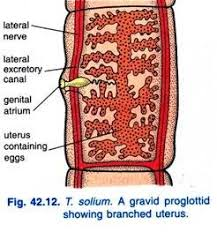 lateral
nerve
lateral
excretory
canal
genital
atrium
uterus
containing
eggs
Fig. 42.12. T. solium. A gravid proglottid
showing branched uterus.